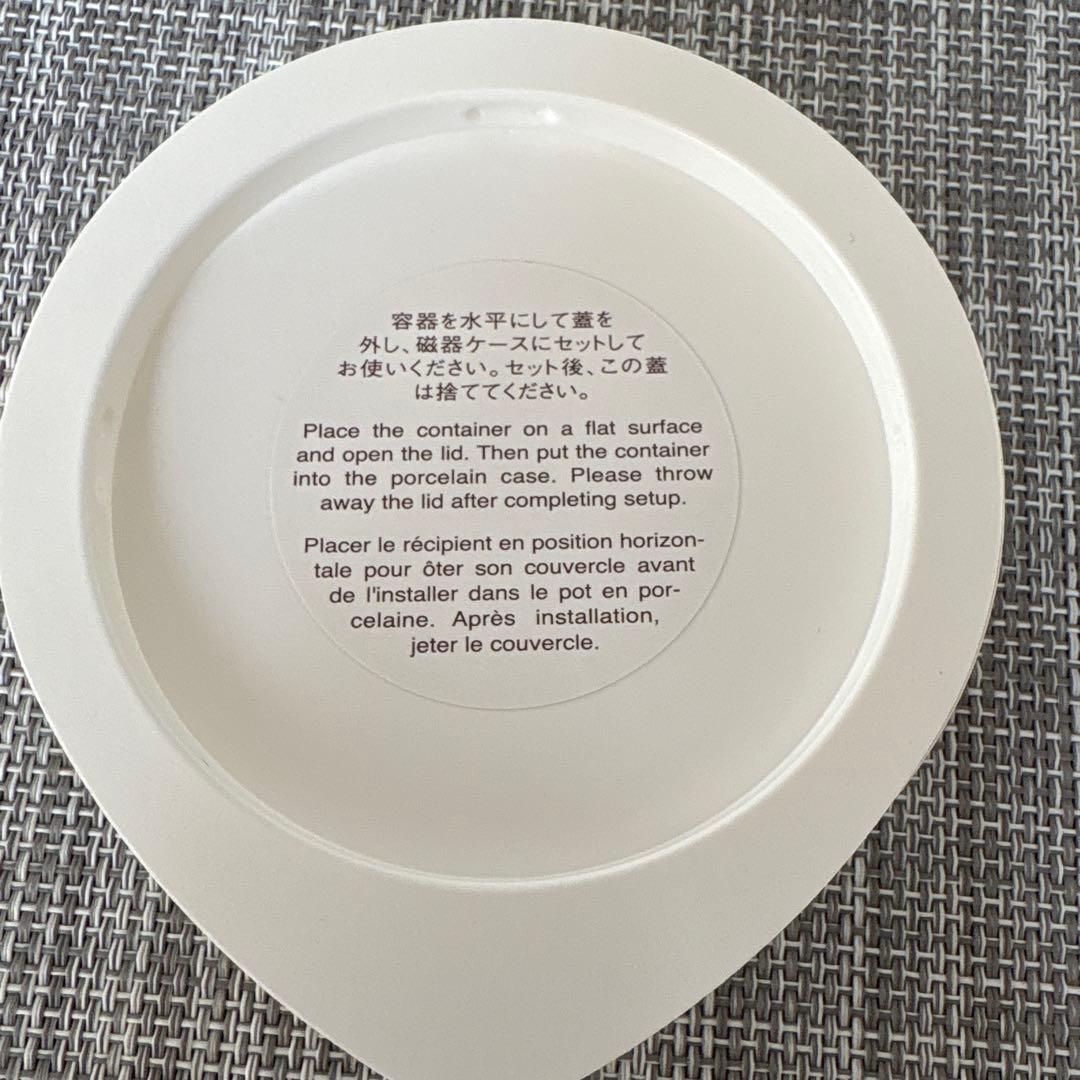 容器を水平にして蓋を
外し、磁器ケースにセットして
お使いください。セット後、この蓋
は捨ててください。
Place the container on a flat surface
and open the lid. Then put the container
into the porcelain case. Please throw
away the lid after completing setup.
Placer le récipient en position horizon-
tale pour ôter son couvercle avant
de l'installer dans le pot en por-
celaine. Après installation,
jeter le couvercle.